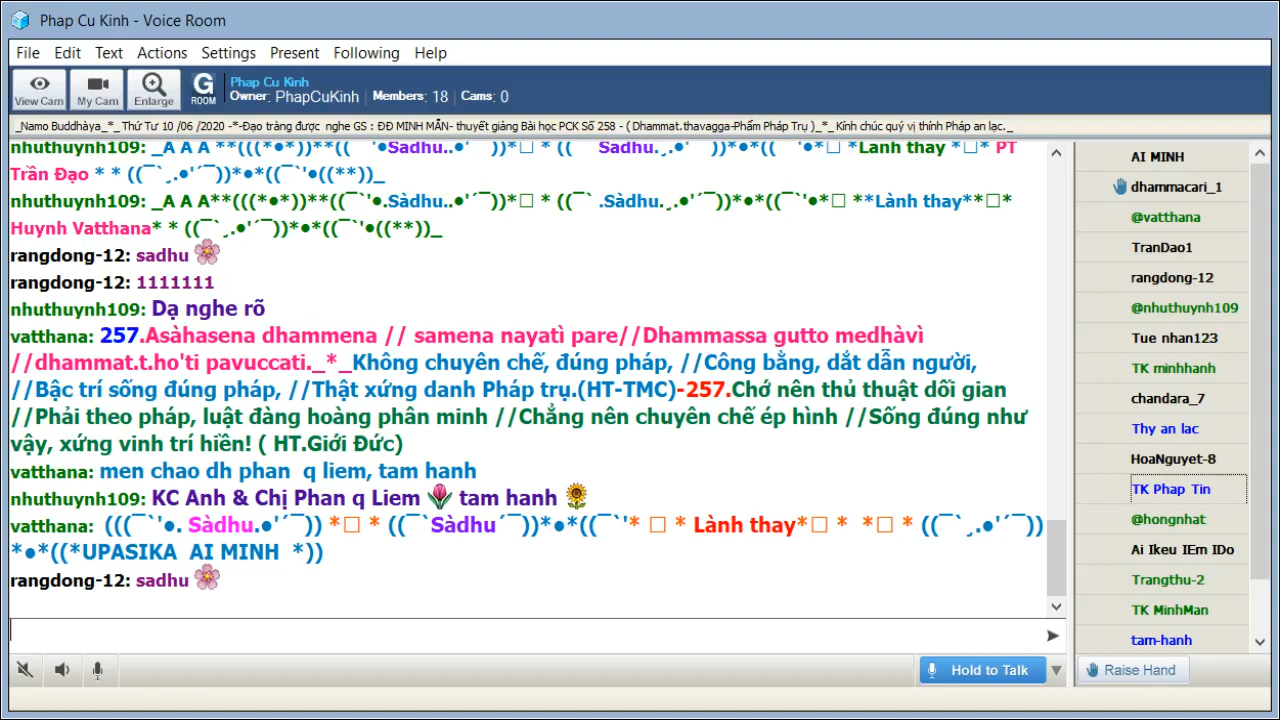 Phap Cu Kinh - Voice Room
File Edit Text Actions Settings Present Following Help
View Cam My Cam Enlarge G ROOM
Phap Cu Kinh
Owner: PhapCuKinh | Members: 18 | Cams: 0
_Namo Buddhàya_*_ Thứ Tư 10 /06 /2020 -*-Đạo tràng được nghe GS : ĐĐ MINH MẪN- thuyết giảng Bài học PCK Số 258 - ( Dhammat.thavagga-Phẩm Pháp Trụ )_*_ Kính chúc quý vị thính Pháp an lạc._
nhuthuynh109: _A A A **(((*●*))**((¯`'●Sadhu..●'´¯))*□ * ((¯`Sadhu.¸.●'´¯))*●*((¯`'●*□ *Lành thay *□* PT
Trần Đạo * * ((¯`¸.●'´¯))*●*((¯`'●((**))_
nhuthuynh109: _A A A**(((*●*))**((¯`'●.Sàdhu..●'´¯))*□ * ((¯` .Sàdhu.¸.●'´¯))*●*((¯`'●*□ **Lành thay**□*
Huynh Vatthana* * ((¯`¸.●'´¯))*●*((¯`'●((**))_
rangdong-12: sadhu 🌸
rangdong-12: 1111111
nhuthuynh109: Dạ nghe rõ
vatthana: 257.Asàhasena dhammena // samena nayatì pare//Dhammassa gutto medhàvì
//dhammat.t.ho'ti pavuccati._*_Không chuyên chế, đúng pháp, //Công bằng, dắt dẫn người,
//Bậc trí sống đúng pháp, //Thật xứng danh Pháp trụ.(HT-TMC)-257.Chớ nên thủ thuật dối gian
//Phải theo pháp, luật đàng hoàng phân minh //Chẳng nên chuyên chế ép hình //Sống đúng như
vậy, xứng vinh trí hiền! ( HT.Giới Đức)
vatthana: men chao dh phan q liem, tam hanh
nhuthuynh109: KC Anh & Chị Phan q Liem 🌷 tam hanh 🌻
vatthana: (((¯`'●. Sàdhu.●'´¯)) *□ * ((¯`Sàdhu´¯))*●*((¯`'* □ * Lành thay*□ * *□ * ((¯`¸.●'´¯))
*●*((*UPASIKA AI MINH *))
rangdong-12: sadhu 🌸
Hold to Talk
AI MINH
dhammacari_1
@vatthana
TranDao1
rangdong-12
@nhuthuynh109
Tue nhan123
TK minhhanh
chandara_7
Thy an lac
HoaNguyet-8
TK Phap Tin
@hongnhat
Ai Ikeu IEm IDo
Trangthu-2
TK MinhMan
tam-hanh
Raise Hand